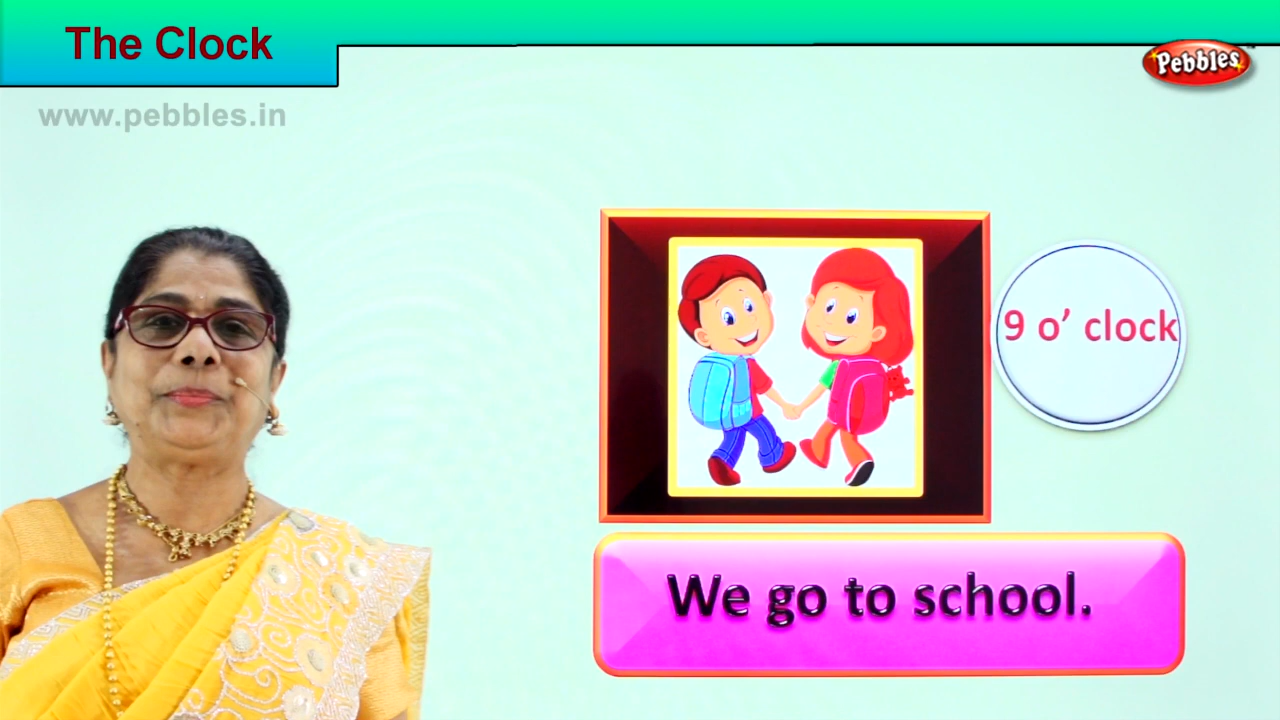 The Clock
Pebbles
www.pebbles.in
9 o’ clock
We go to school.